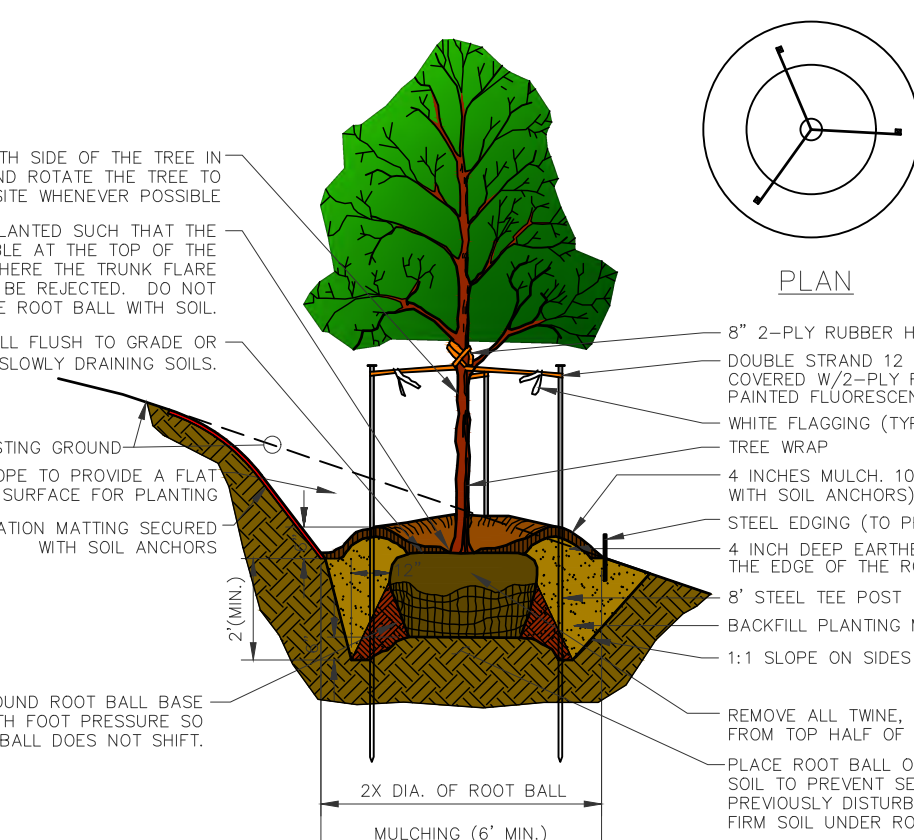 TH SIDE OF THE TREE IN
ND ROTATE THE TREE TO
SITE WHENEVER POSSIBLE
LANTED SUCH THAT THE
BLE AT THE TOP OF THE
HERE THE TRUNK FLARE
BE REJECTED. DO NOT
E ROOT BALL WITH SOIL.
LL FLUSH TO GRADE OR
SLOWLY DRAINING SOILS.
STING GROUND
OPE TO PROVIDE A FLAT
SURFACE FOR PLANTING
ATION MATTING SECURED
WITH SOIL ANCHORS
2'(MIN.)
12"
OUND ROOT BALL BASE
TH FOOT PRESSURE SO
BALL DOES NOT SHIFT.
2X DIA. OF ROOT BALL
MULCHING (6' MIN.)
PLAN
8" 2-PLY RUBBER H
DOUBLE STRAND 12
COVERED W/2-PLY R
PAINTED FLUORESCEN
WHITE FLAGGING (TYP
TREE WRAP
4 INCHES MULCH. 10
WITH SOIL ANCHORS)
STEEL EDGING (TO P
4 INCH DEEP EARTHE
THE EDGE OF THE RO
8' STEEL TEE POST
BACKFILL PLANTING M
1:1 SLOPE ON SIDES
REMOVE ALL TWINE,
FROM TOP HALF OF
PLACE ROOT BALL O
SOIL TO PREVENT SE
PREVIOUSLY DISTURB
FIRM SOIL UNDER RO